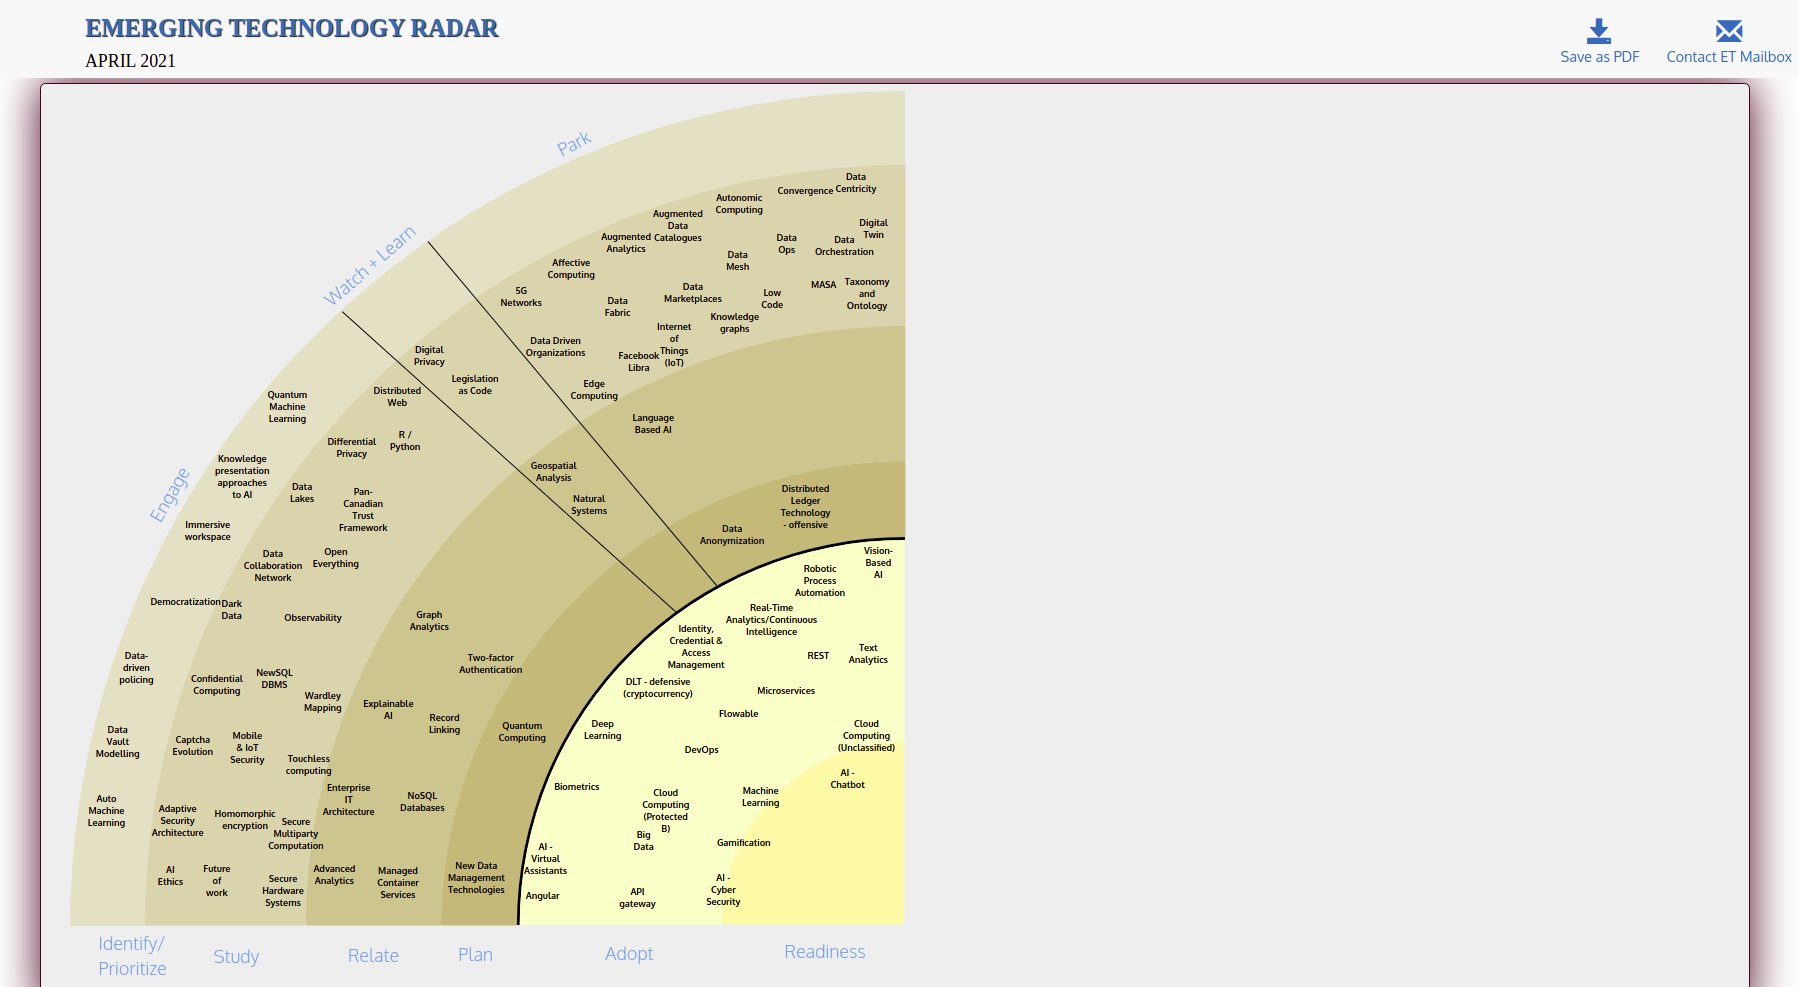 EMERGING TECHNOLOGY RADAR
APRIL 2021
Save as PDF
Contact ET Mailbox
Park
Watch + Learn
Engage
Data
Centricity
Convergence
Autonomic
Computing
Augmented
Data
Catalogues
Augmented
Analytics
Digital
Twin
Data
Ops
Data
Orchestration
Data
Mesh
Affective
Computing
5G
Networks
Data
Fabric
Data
Marketplaces
Low
Code
MASA
Taxonomy
and
Ontology
Knowledge
graphs
Internet
of
Things
(IoT)
Facebook
Libra
Data Driven
Organizations
Edge
Computing
Language
Based AI
Distributed
Ledger
Technology
- offensive
Data
Anonymization
Digital
Privacy
Legislation
as Code
Geospatial
Analysis
Natural
Systems
Distributed
Web
Quantum
Machine
Learning
Differential
Privacy
R /
Python
Knowledge
presentation
approaches
to AI
Data
Lakes
Pan-
Canadian
Trust
Framework
Immersive
workspace
Data
Collaboration
Network
Open
Everything
Democratization
Dark
Data
Observability
Graph
Analytics
Two-factor
Authentication
Data-
driven
policing
Confidential
Computing
NewSQL
DBMS
Wardley
Mapping
Explainable
AI
Record
Linking
Quantum
Computing
Data
Vault
Modelling
Captcha
Evolution
Mobile
& IoT
Security
Touchless
computing
Enterprise
IT
Architecture
NoSQL
Databases
Auto
Machine
Learning
Adaptive
Security
Architecture
Homomorphic
encryption
Secure
Multiparty
Computation
AI
Ethics
Future
of
work
Secure
Hardware
Systems
Advanced
Analytics
Managed
Container
Services
New Data
Management
Technologies
Vision-
Based
AI
Robotic
Process
Automation
Real-Time
Analytics/Continuous
Intelligence
Identity,
Credential &
Access
Management
REST
Text
Analytics
DLT - defensive
(cryptocurrency)
Microservices
Flowable
Deep
Learning
DevOps
Cloud
Computing
(Unclassified)
AI -
Chatbot
Biometrics
Cloud
Computing
(Protected
B)
Machine
Learning
Big
Data
Gamification
AI -
Virtual
Assistants
Angular
API
gateway
AI -
Cyber
Security
Identify/
Prioritize
Study
Relate
Plan
Adopt
Readiness